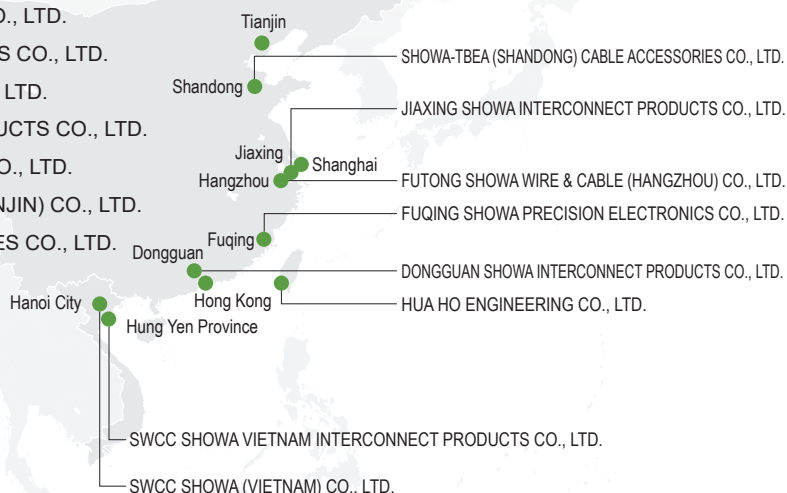 O., LTD.
S CO., LTD.
LTD.
UCTS CO., LTD.
O., LTD.
NJIN) CO., LTD.
ES CO., LTD.
Tianjin
SHOWA-TBEA (SHANDONG) CABLE ACCESSORIES CO., LTD.
Shandong
JIAXING SHOWA INTERCONNECT PRODUCTS CO., LTD.
Jiaxing
Shanghai
Hangzhou
FUTONG SHOWA WIRE & CABLE (HANGZHOU) CO., LTD.
FUQING SHOWA PRECISION ELECTRONICS CO., LTD.
Fuqing
Dongguan
DONGGUAN SHOWA INTERCONNECT PRODUCTS CO., LTD.
Hong Kong
HUA HO ENGINEERING CO., LTD.
Hanoi City
Hung Yen Province
SWCC SHOWA VIETNAM INTERCONNECT PRODUCTS CO., LTD.
SWCC SHOWA (VIETNAM) CO., LTD.